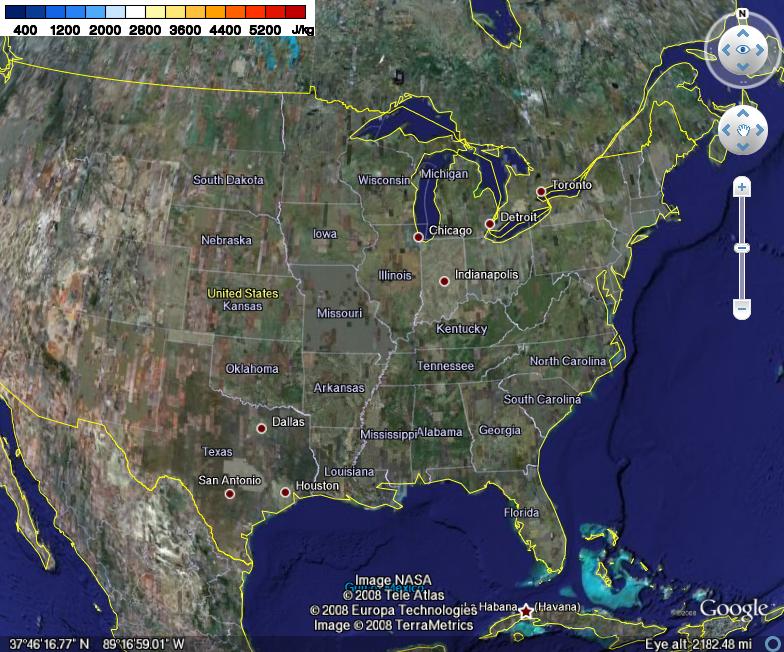 400 1200 2000 2800 3600 4400 5200 J/kg
N
South Dakota
Wisconsin
Michigan
Toronto
Detroit
Chicago
Nebraska
Iowa
Illinois
Indianapolis
United States
Kansas
Missouri
Kentucky
Oklahoma
Tennessee
North Carolina
Arkansas
South Carolina
Dallas
Mississippi
Alabama
Georgia
Texas
Louisiana
San Antonio
Houston
Florida
Image NASA
© 2008 Tele Atlas
© 2008 Europa Technologies
Habana (Havana)
Image © 2008 TerraMetrics
©2008 Google
37°46'16.77" N 89°16'59.01" W
Eye alt 2182.48 mi